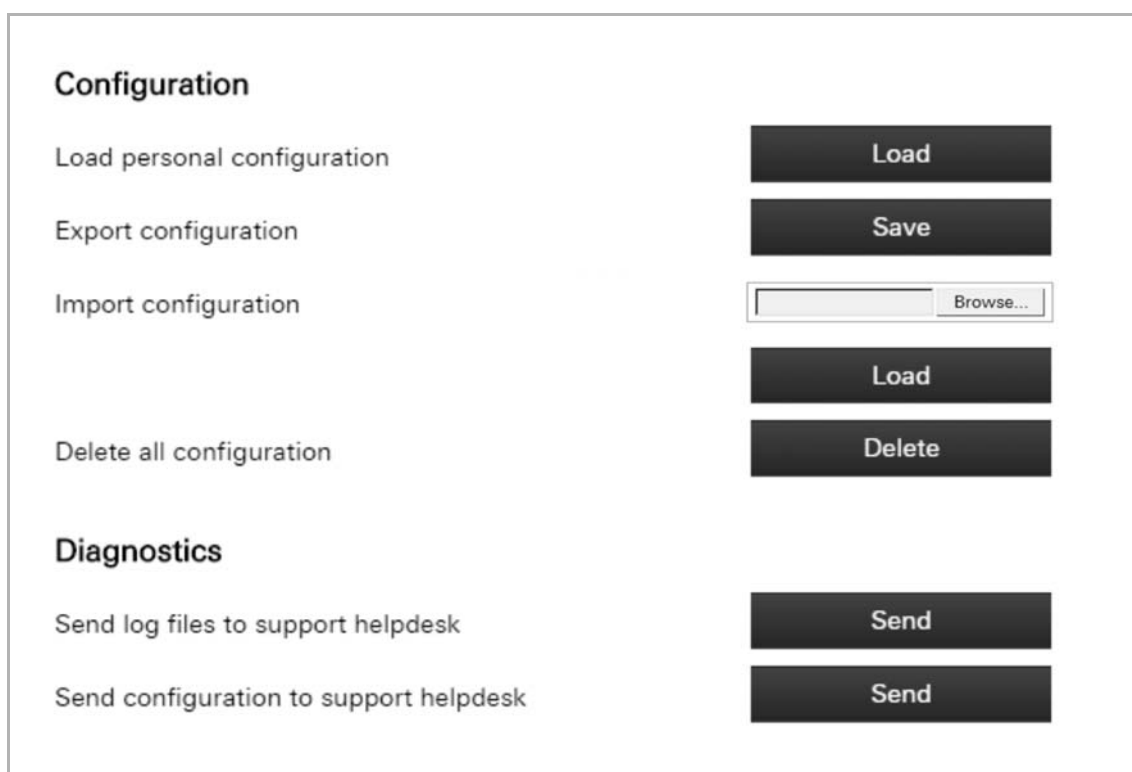 Configuration
Load personal configuration Load
Export configuration Save
Import configuration Browse...
Load
Delete all configuration Delete
Diagnostics
Send log files to support helpdesk Send
Send configuration to support helpdesk Send